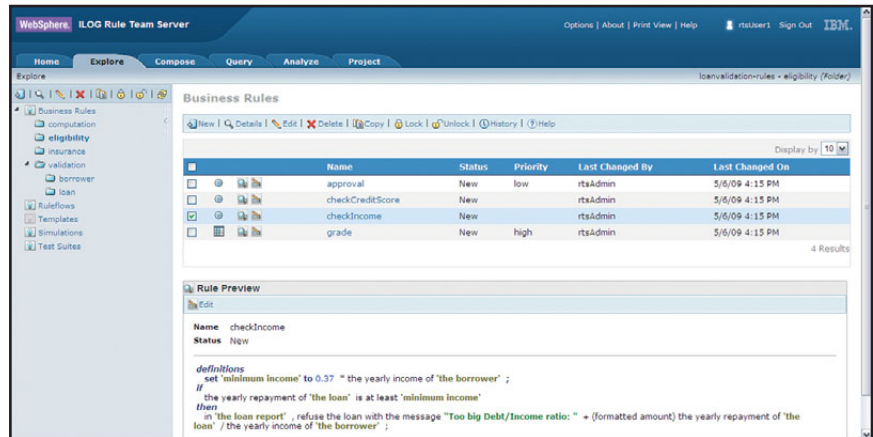 WebSphere. ILOG Rule Team Server
Options | About | Print View | Help rtsUser1 Sign Out IBM.
Home Explore Compose Query Analyze Project
Explore
loanvalidation-rules - eligibility (Folder)
Business Rules
computation
eligibility
insurance
validation
borrower
loan
Ruleflows
Templates
Simulations
Test Suites
Business Rules
New | Details | Edit | Delete | Copy | Lock | Unlock | History | Help
Display by 10
Name Status Priority Last Changed By Last Changed On
approval New low rtsAdmin 5/6/09 4:15 PM
checkCreditScore New rtsAdmin 5/6/09 4:15 PM
checkIncome New rtsAdmin 5/6/09 4:15 PM
grade New high rtsAdmin 5/6/09 4:15 PM
4 Results
Rule Preview
Edit
Name checkIncome
Status New
definitions
set 'minimum income' to 0.37 * the yearly income of 'the borrower' ;
if
the yearly repayment of 'the loan' is at least 'minimum income'
then
in 'the loan report' , refuse the loan with the message "Too big Debt/Income ratio: " + (formatted amount) the yearly repayment of 'the
loan' / the yearly income of 'the borrower' ;